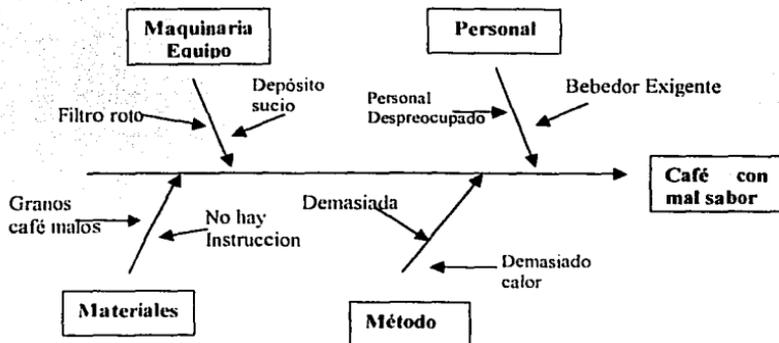 Maquinaria
Equipo
Personal
Filtro roto
Depósito
sucio
Personal
Despreocupado
Bebedor Exigente
Café con
mal sabor
Granos
café malos
No hay
Instruccion
Demasiada
Demasiado
calor
Materiales
Método